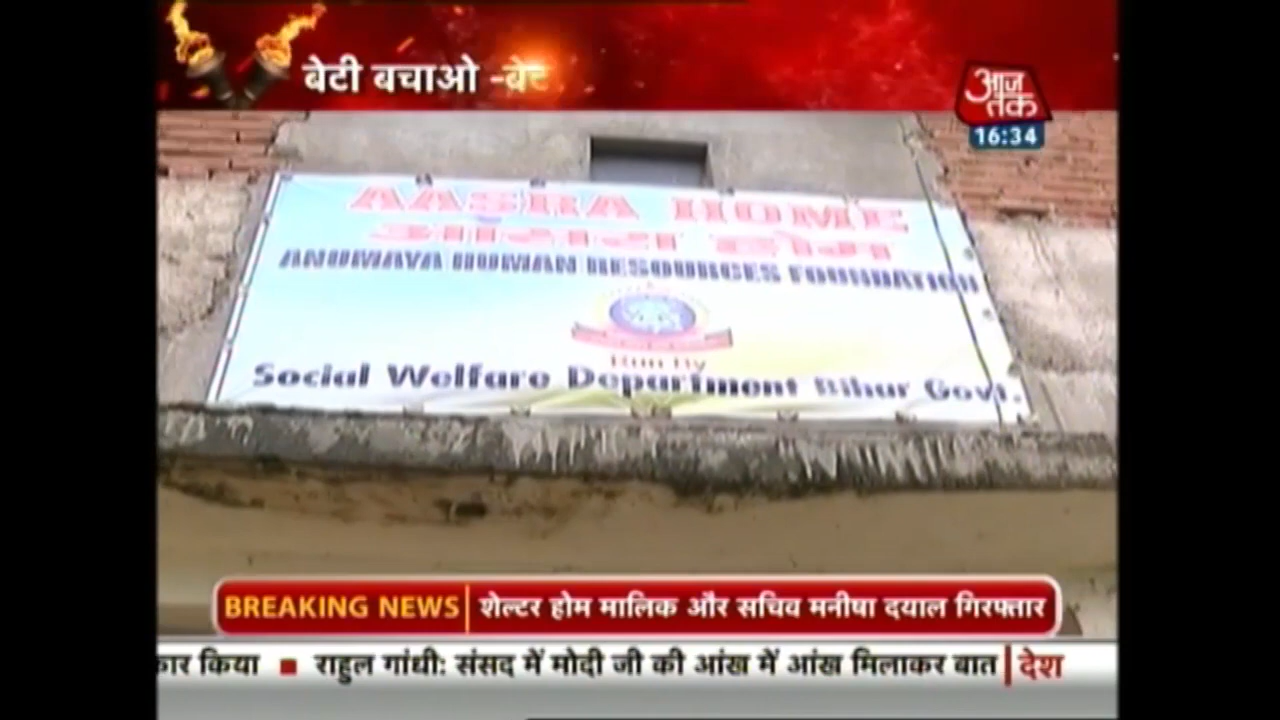 बेटी बचाओ -बे
आज
तक
16:34
AASRA HOME
आसरा होम
ANUMAYA HUMAN RESOURCES FOUNDATION
Run By
Social Welfare Department Bihar Govt.
BREAKING NEWS शेल्टर होम मालिक और सचिव मनीषा दयाल गिरफ्तार
कार किया ■ राहुल गांधी: संसद में मोदी जी की आंख में आंख मिलाकर बात देश